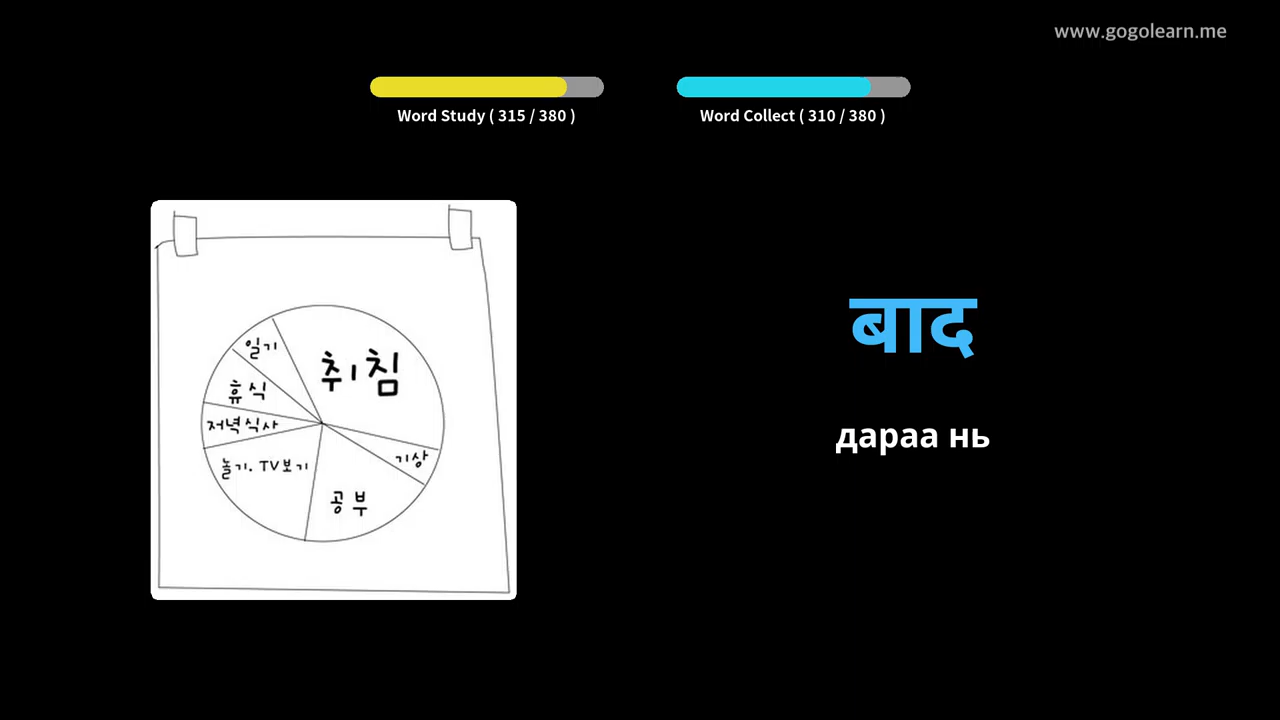 www.gogolearn.me
Word Study ( 315 / 380 )
Word Collect ( 310 / 380 )
일기
취침
휴식
저녁식사
놀기. TV보기
기상
공부
बाद
дараа нь